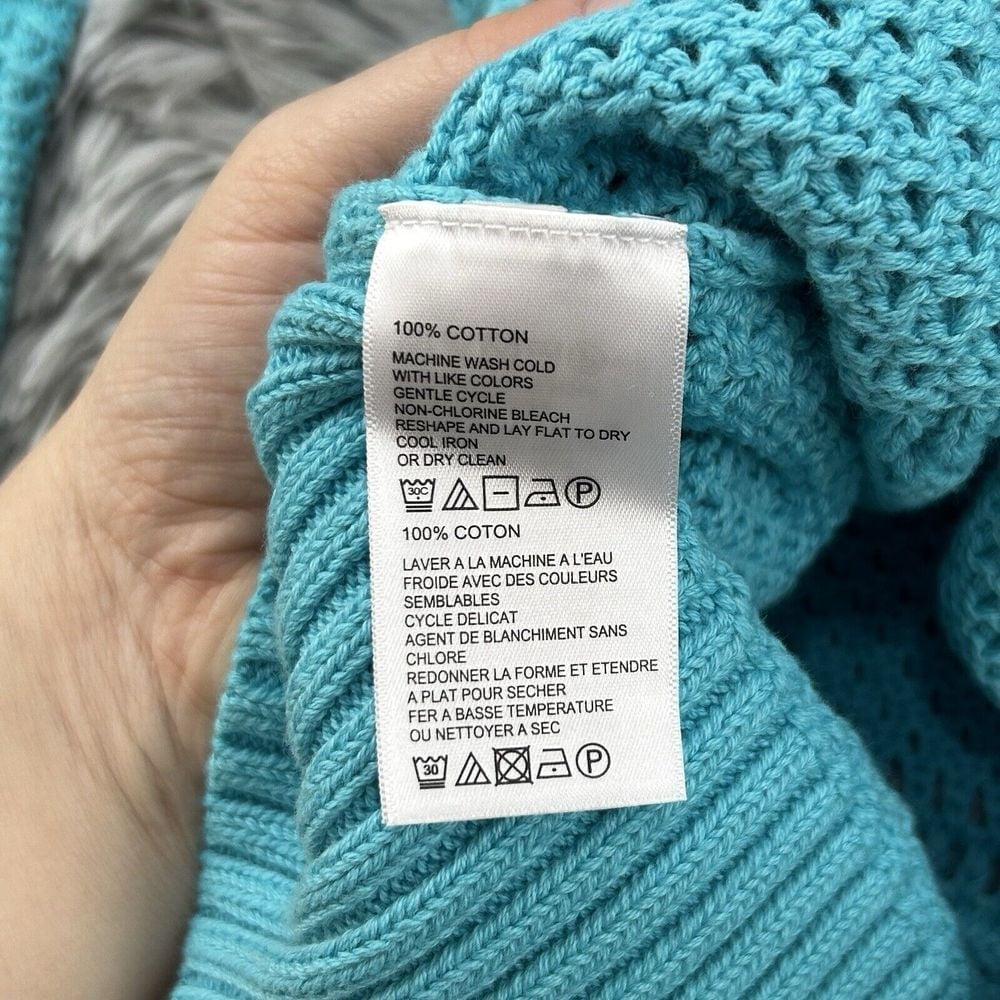 100% COTTON
MACHINE WASH COLD
WITH LIKE COLORS
GENTLE CYCLE
NON-CHLORINE BLEACH
RESHAPE AND LAY FLAT TO DRY
COOL IRON
OR DRY CLEAN
30C P
100% COTON
LAVER A LA MACHINE A L'EAU
FROIDE AVEC DES COULEURS
SEMBLABLES
CYCLE DELICAT
AGENT DE BLANCHIMENT SANS
CHLORE
REDONNER LA FORME ET ETENDRE
A PLAT POUR SECHER
FER A BASSE TEMPERATURE
OU NETTOYER A SEC
30 P